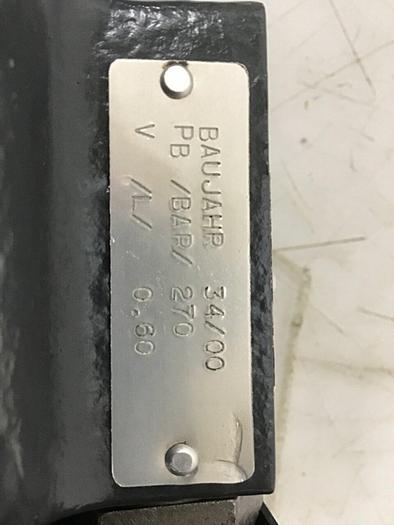 BAUJAHR 34/00
PB /BAR/ 270
V /L/ 0,60